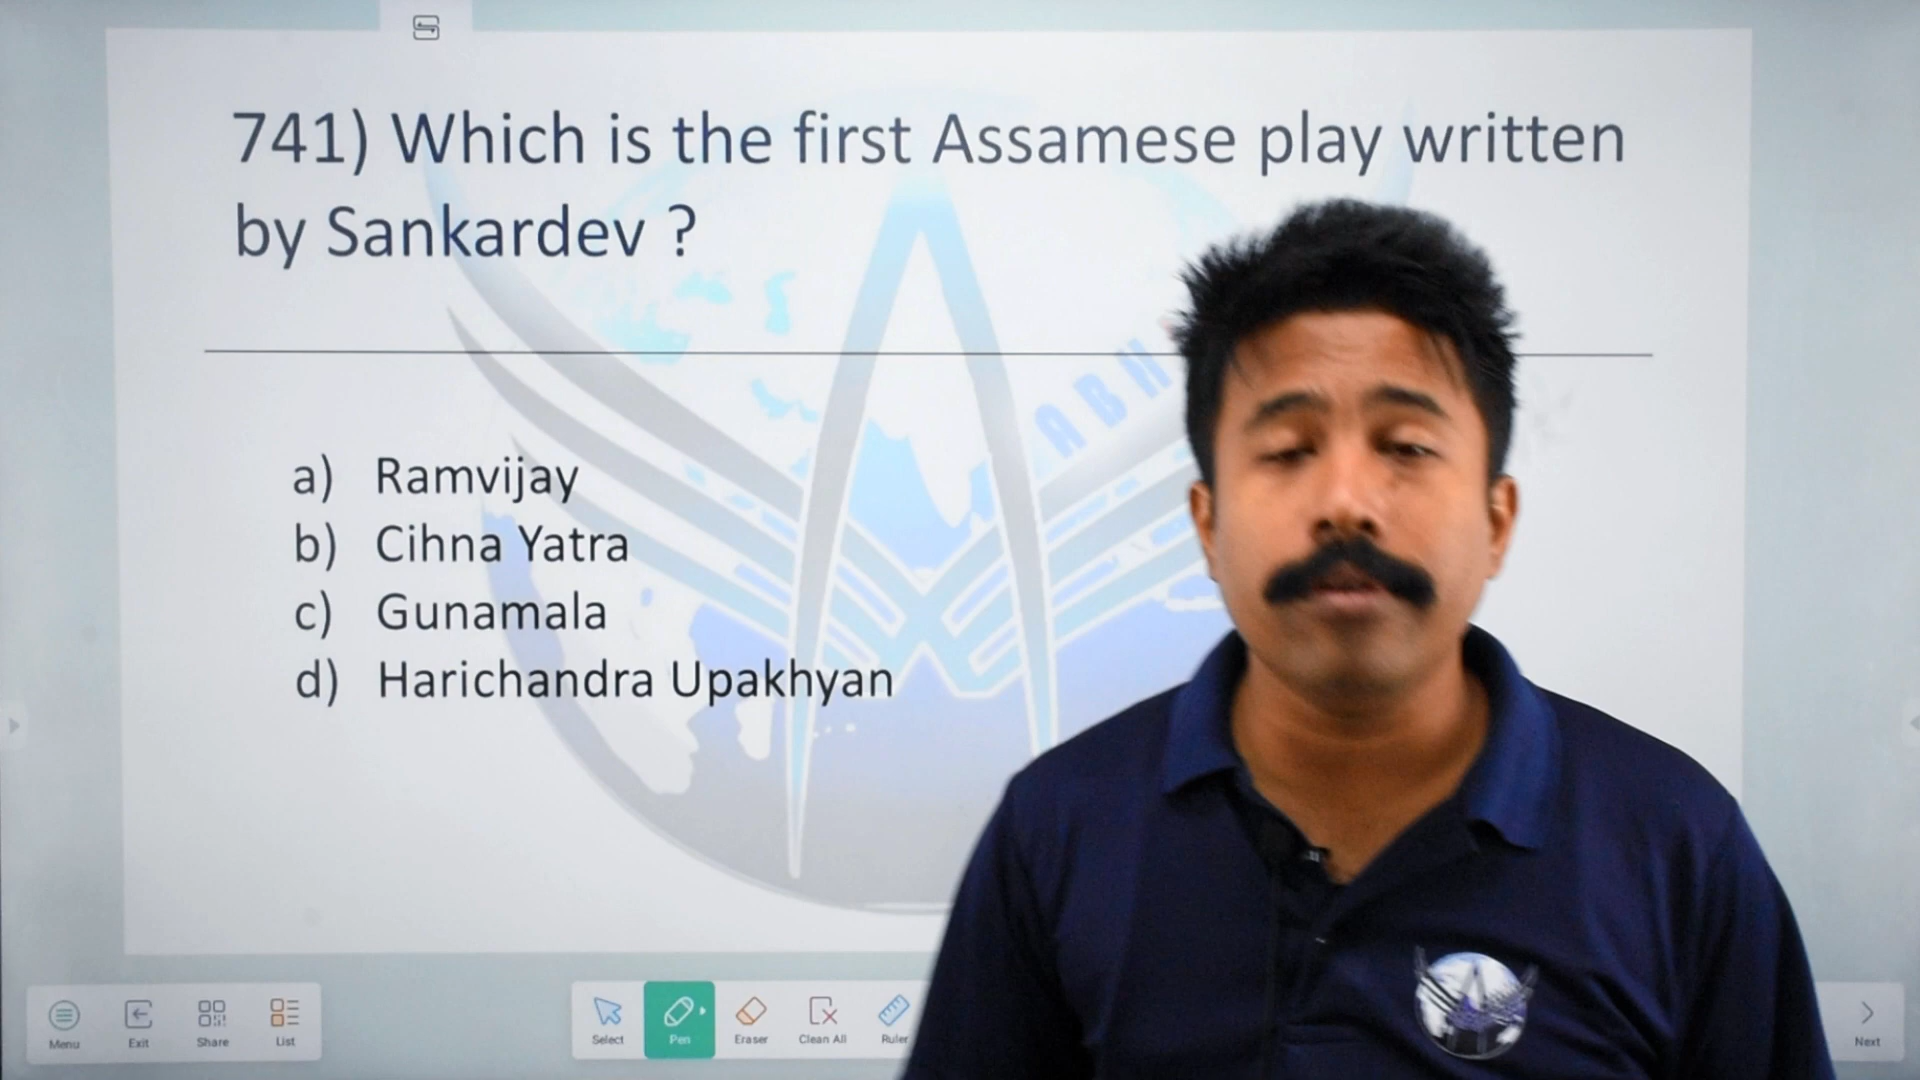 741) Which is the first Assamese play written
by Sankardev ?
ABH
a) Ramvijay
b) Cihna Yatra
c) Gunamala
d) Harichandra Upakhyan
Menu Exit Share List Select Pen Eraser Clean All Ruler Next